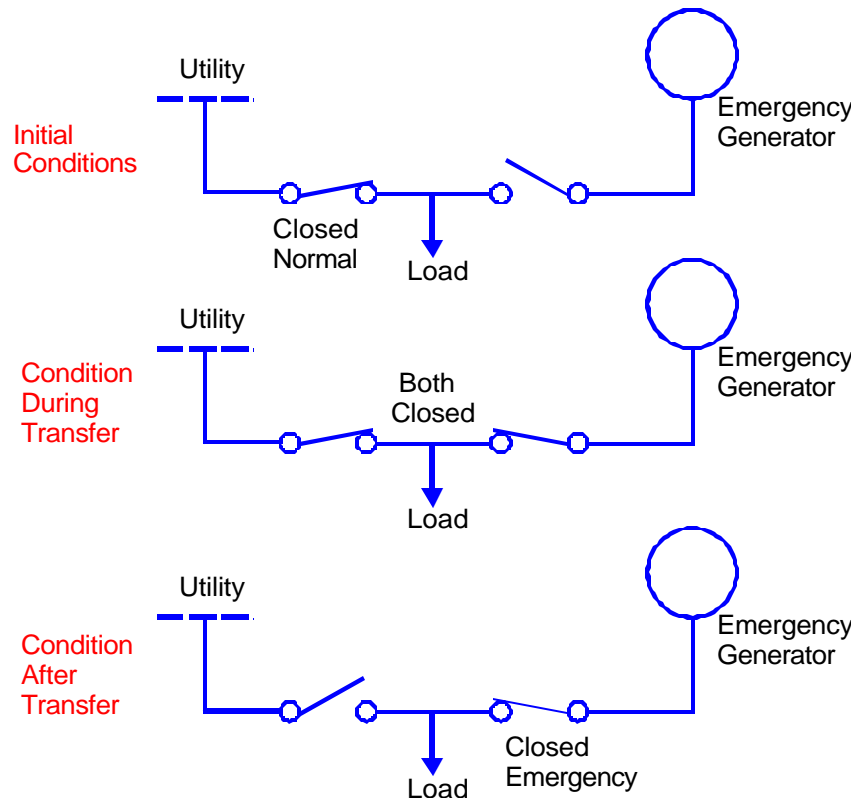 Utility
Emergency
Generator
Initial
Conditions
Closed
Normal
Load
Utility
Emergency
Generator
Condition
During
Transfer
Both
Closed
Load
Utility
Emergency
Generator
Condition
After
Transfer
Closed
Emergency
Load